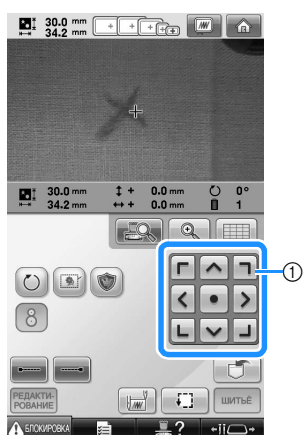 30.0 mm
34.2 mm
30.0 mm + 0.0 mm 0°
34.2 mm + 0.0 mm 1
8
РЕДАКТИ-
РОВАНИЕ
ШИТЬЁ
БЛОКИРОВКА
?
1